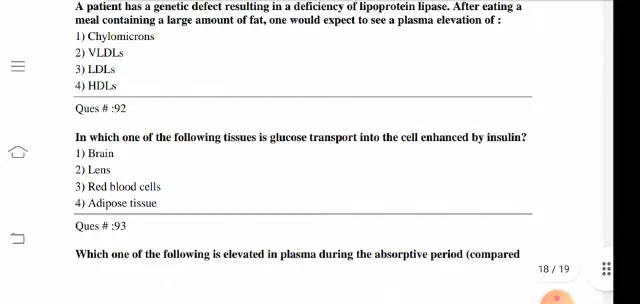 A patient has a genetic defect resulting in a deficiency of lipoprotein lipase. After eating a
meal containing a large amount of fat, one would expect to see a plasma elevation of :
1) Chylomicrons
2) VLDLs
3) LDLs
4) HDLs
Ques # :92
In which one of the following tissues is glucose transport into the cell enhanced by insulin?
1) Brain
2) Lens
3) Red blood cells
4) Adipose tissue
Ques # :93
Which one of the following is elevated in plasma during the absorptive period (compared
18 / 19